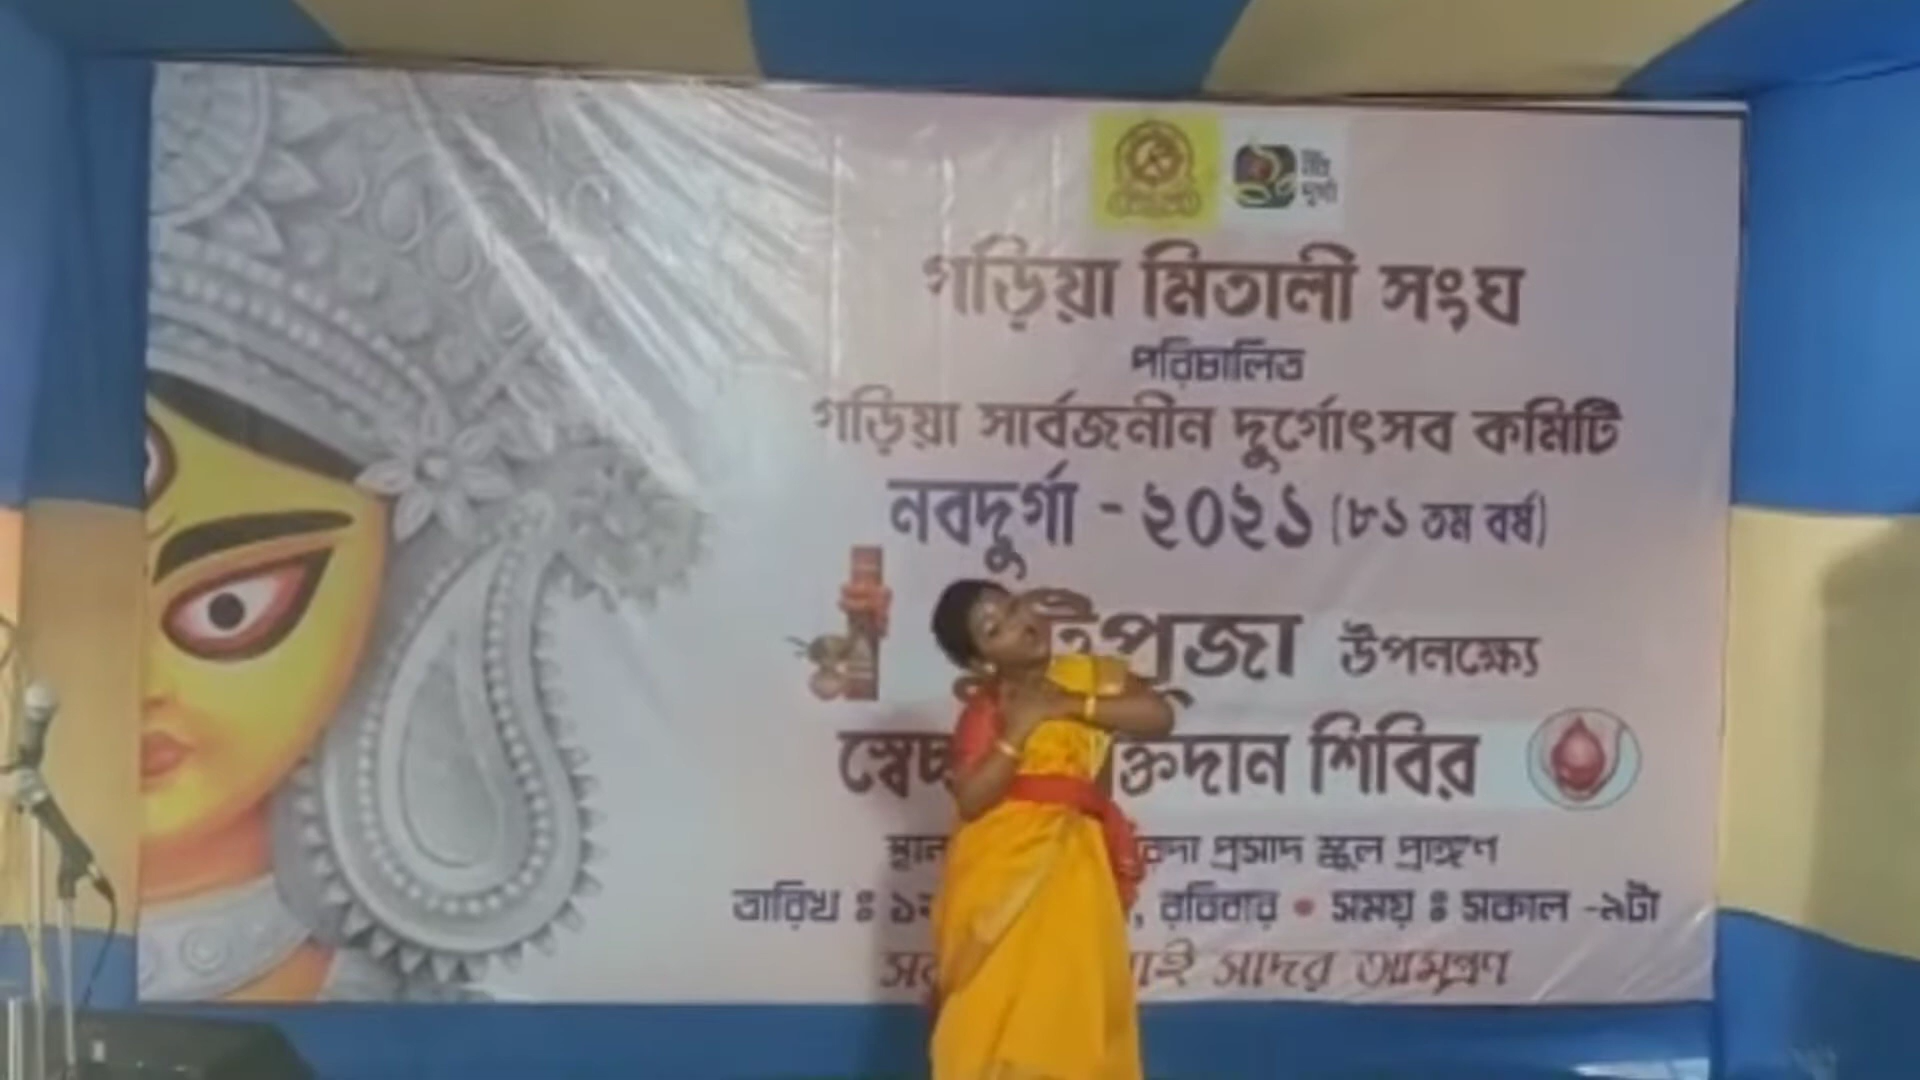 নব দুর্গা
গড়িয়া মিতালী সংঘ
পরিচালিত
গড়িয়া সার্বজনীন দুর্গোৎসব কমিটি
নবদুর্গা - ২০২১ (৮১ তম বর্ষ)
উপলক্ষ্যে
শিবির
প্রসাদ স্কুল প্রাঙ্গণ
তারিখ ঃ রবিবার • সময় ঃ সকাল -৯টা
সাদর আমন্ত্রণ